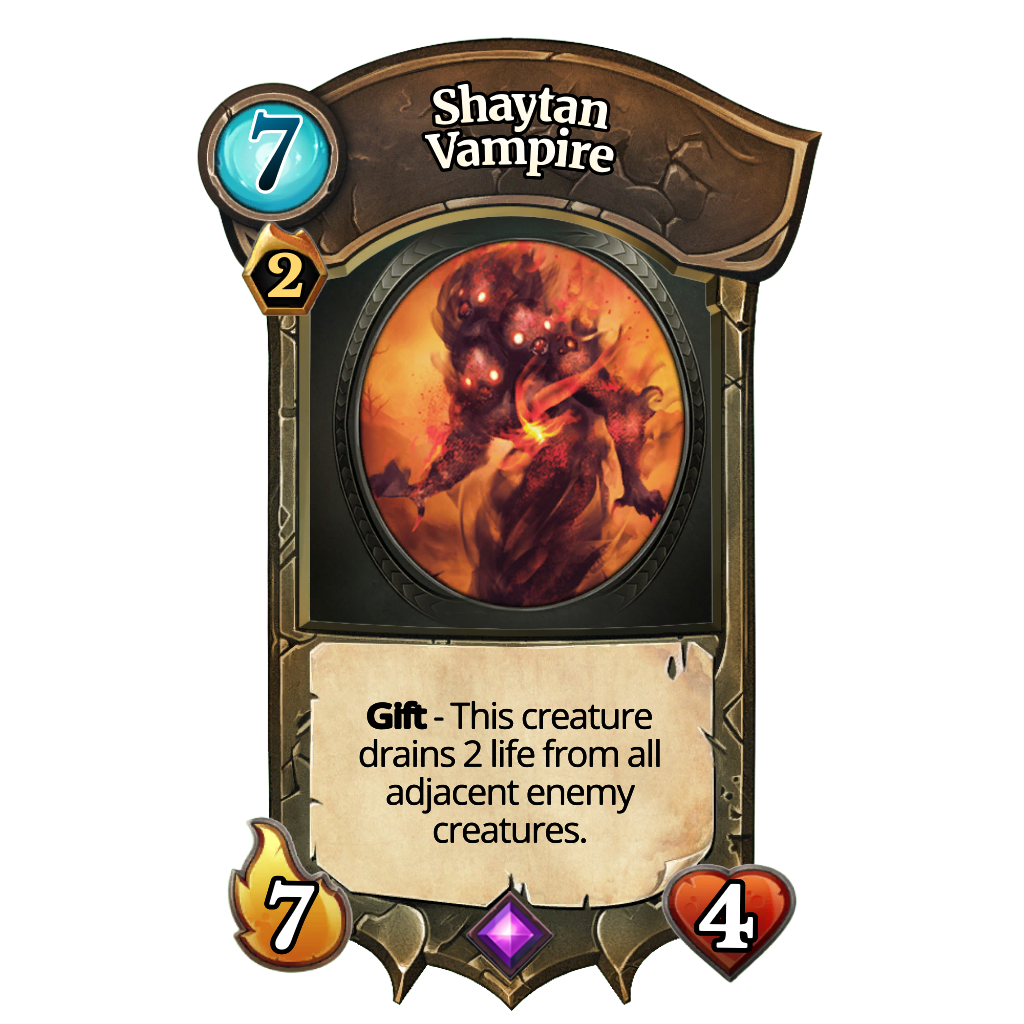 Shaytan
Vampire
7
2
Gift - This creature
drains 2 life from all
adjacent enemy
creatures.
7
4